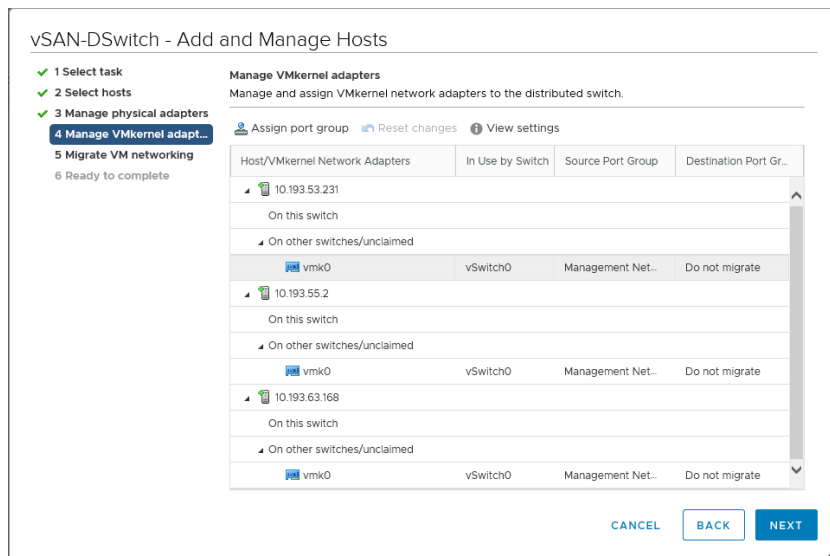 vSAN-DSwitch - Add and Manage Hosts
1 Select task
2 Select hosts
3 Manage physical adapters
4 Manage VMkernel adapt...
5 Migrate VM networking
6 Ready to complete
Manage VMkernel adapters
Manage and assign VMkernel network adapters to the distributed switch.
Assign port group Reset changes View settings
Host/VMkernel Network Adapters In Use by Switch Source Port Group Destination Port Gr...
10.193.53.231
On this switch
On other switches/unclaimed
vmk0 vSwitch0 Management Net... Do not migrate
10.193.55.2
On this switch
On other switches/unclaimed
vmk0 vSwitch0 Management Net... Do not migrate
10.193.63.168
On this switch
On other switches/unclaimed
vmk0 vSwitch0 Management Net... Do not migrate
CANCEL BACK NEXT